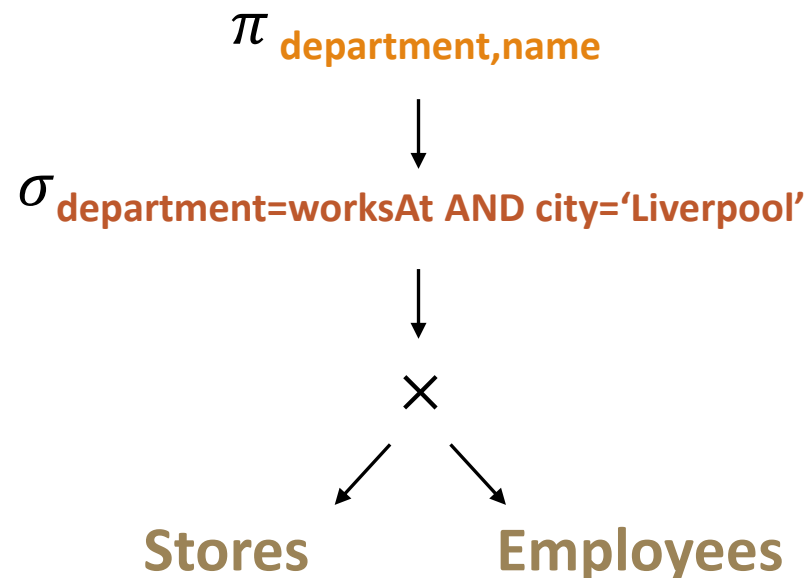 π department,name
σ department=worksAt AND city=‘Liverpool’
×
Stores Employees